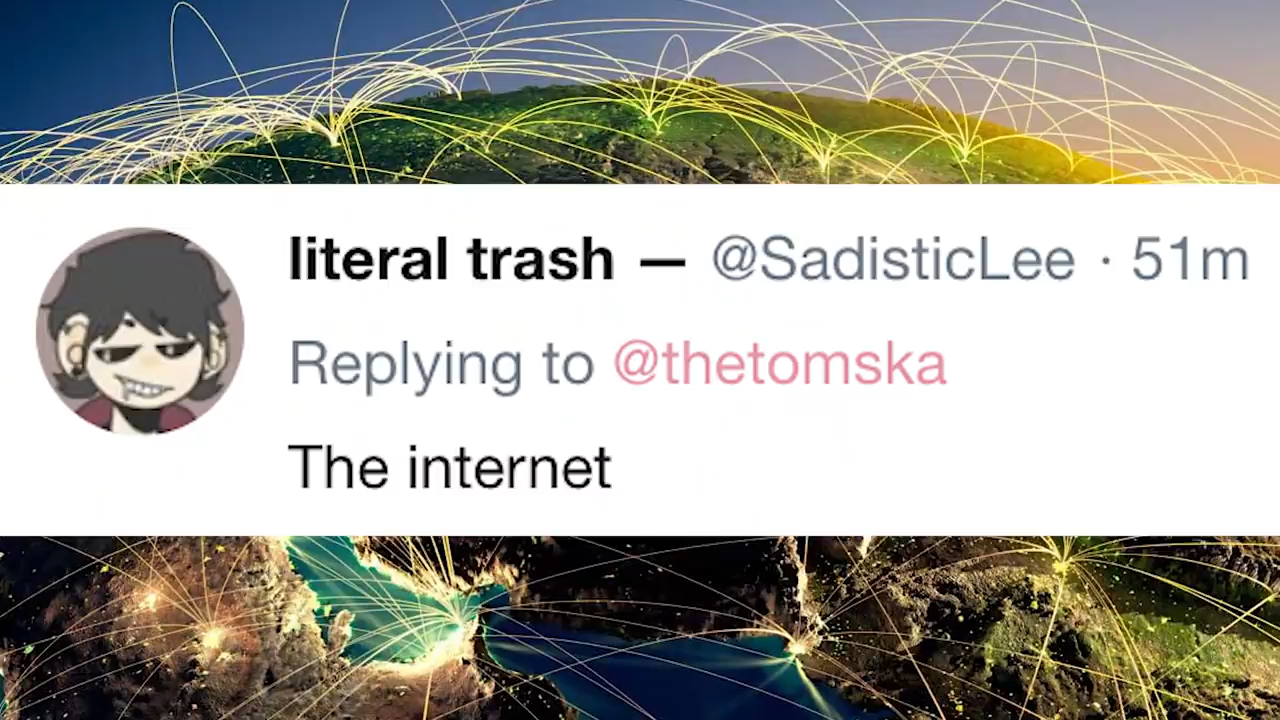 literal trash — @SadisticLee · 51m
Replying to @thetomska
The internet